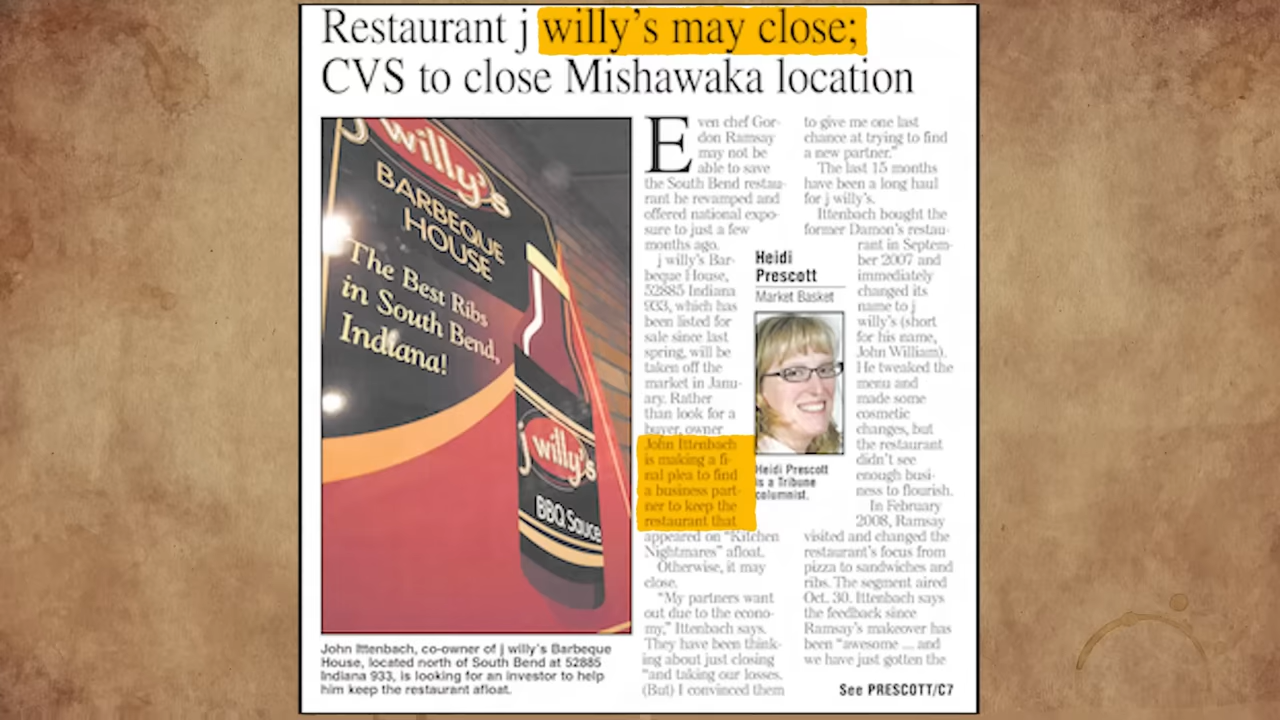 Restaurant j willy's may close;
CVS to close Mishawaka location
j willy's
BARBEQUE
HOUSE
The Best Ribs
in South Bend,
Indiana!
j willy's
BBQ Sauce
John Ittenbach, co-owner of j willy's Barbeque
House, located north of South Bend at 52885
Indiana 933, is looking for an investor to help
him keep the restaurant afloat.
Even chef Gor-
don Ramsay
may not be
able to save
the South Bend restau-
rant he revamped and
offered national expo-
sure to just a few
months ago.
j willy's Bar-
beque House,
52885 Indiana
933, which has
been listed for
sale since last
spring, will be
taken off the
market in Janu-
ary. Rather
than look for a
buyer, owner
John Ittenbach
is making a fi-
nal plea to find
a business part-
ner to keep the
restaurant that
appeared on "Kitchen
Nightmares" afloat.
Otherwise, it may
close.
"My partners want
out due to the econo-
my," Ittenbach says.
They have been think-
ing about just closing
"and taking our losses.
(But) I convinced them
Heidi
Prescott
Market Basket
Heidi Prescott
is a Tribune
columnist.
to give me one last
chance at trying to find
a new partner."
The last 15 months
have been a long haul
for j willy's.
Ittenbach bought the
former Damon's restau-
rant in Septem-
ber 2007 and
immediately
changed its
name to j
willy's (short
for his name,
John William).
He tweaked the
menu and
made some
cosmetic
changes, but
the restaurant
didn't see
enough busi-
ness to flourish.
In February
2008, Ramsay
visited and changed the
restaurant's focus from
pizza to sandwiches and
ribs. The segment aired
Oct. 30. Ittenbach says
the feedback since
Ramsay's makeover has
been "awesome ... and
we have just gotten the
See PRESCOTT/C7